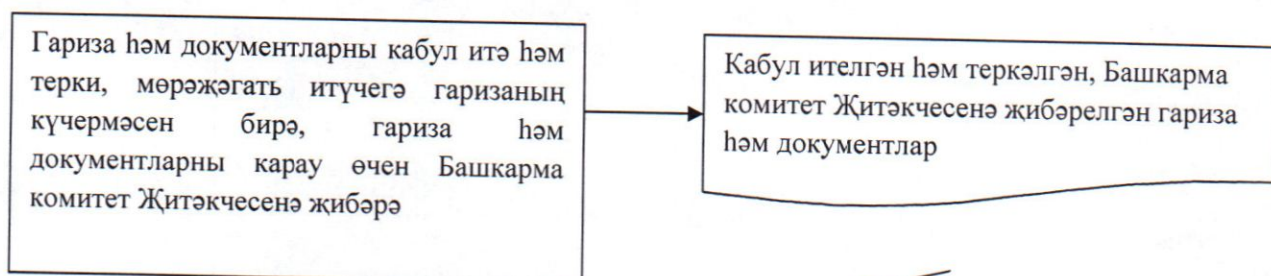 Гариза һәм документларны кабул итә һәм
терки, мөрәҗәгать итүчегә гаризаның
күчермәсен бирә, гариза һәм
документларны карау өчен Башкарма
комитет Җитәкчесенә җибәрә
Кабул ителгән һәм теркәлгән, Башкарма
комитет Җитәкчесенә җибәрелгән гариза
һәм документлар